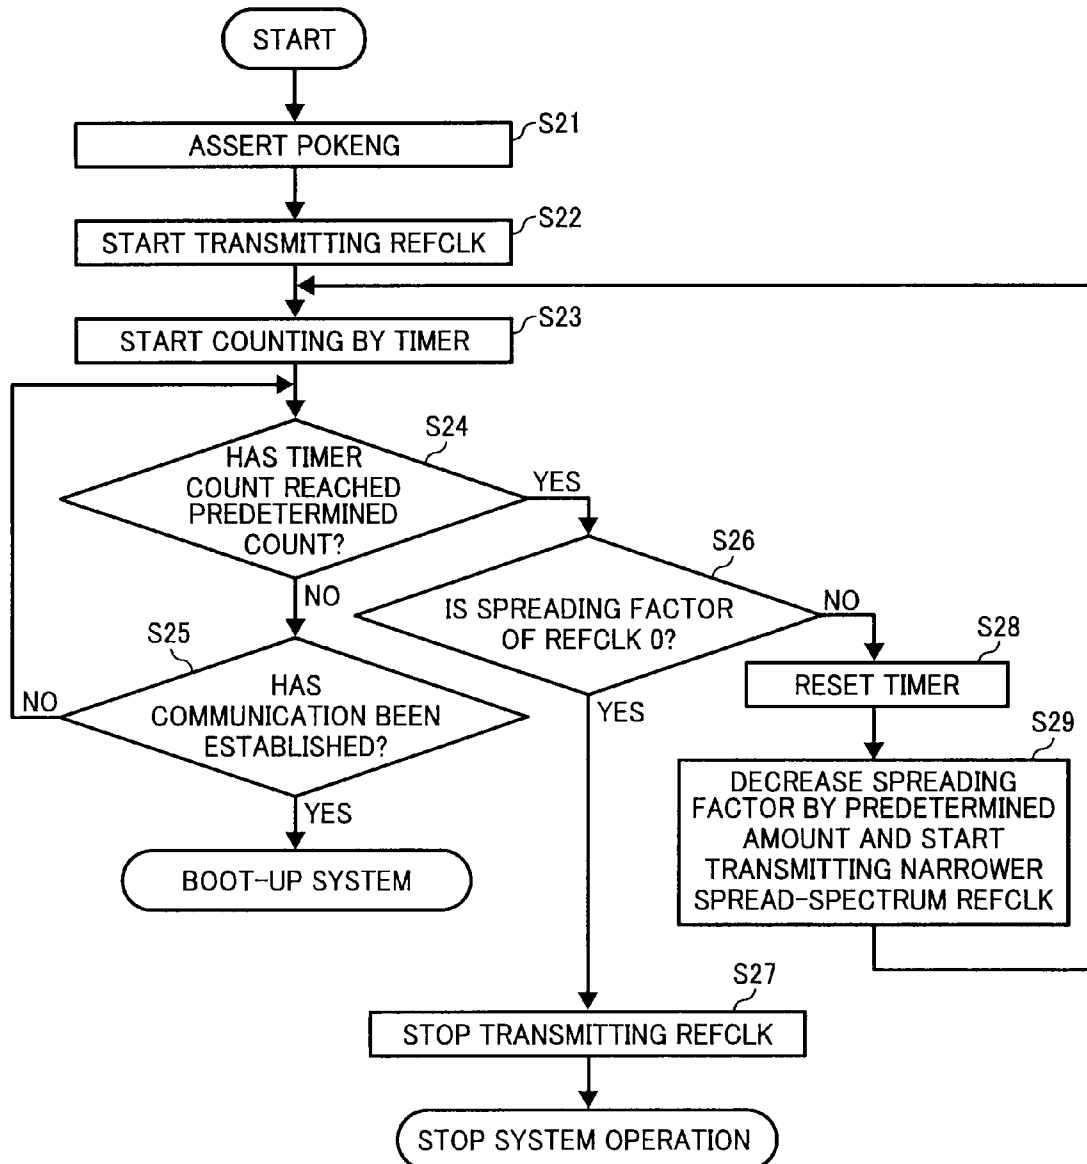 START
S21
ASSERT POKENG
S22
START TRANSMITTING REFCLK
S23
START COUNTING BY TIMER
S24
HAS TIMER
COUNT REACHED
PREDETERMINED
COUNT?
YES
NO
S26
IS SPREADING FACTOR
OF REFCLK 0?
NO
YES
S25
HAS
COMMUNICATION BEEN
ESTABLISHED?
NO
YES
BOOT-UP SYSTEM
S28
RESET TIMER
S29
DECREASE SPREADING
FACTOR BY PREDETERMINED
AMOUNT AND START
TRANSMITTING NARROWER
SPREAD-SPECTRUM REFCLK
S27
STOP TRANSMITTING REFCLK
STOP SYSTEM OPERATION